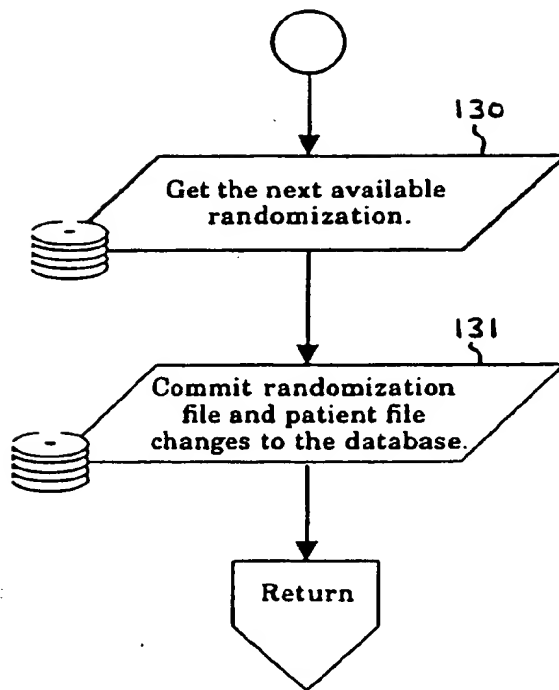 130
Get the next available
randomization.
131
Commit randomization
file and patient file
changes to the database.
Return